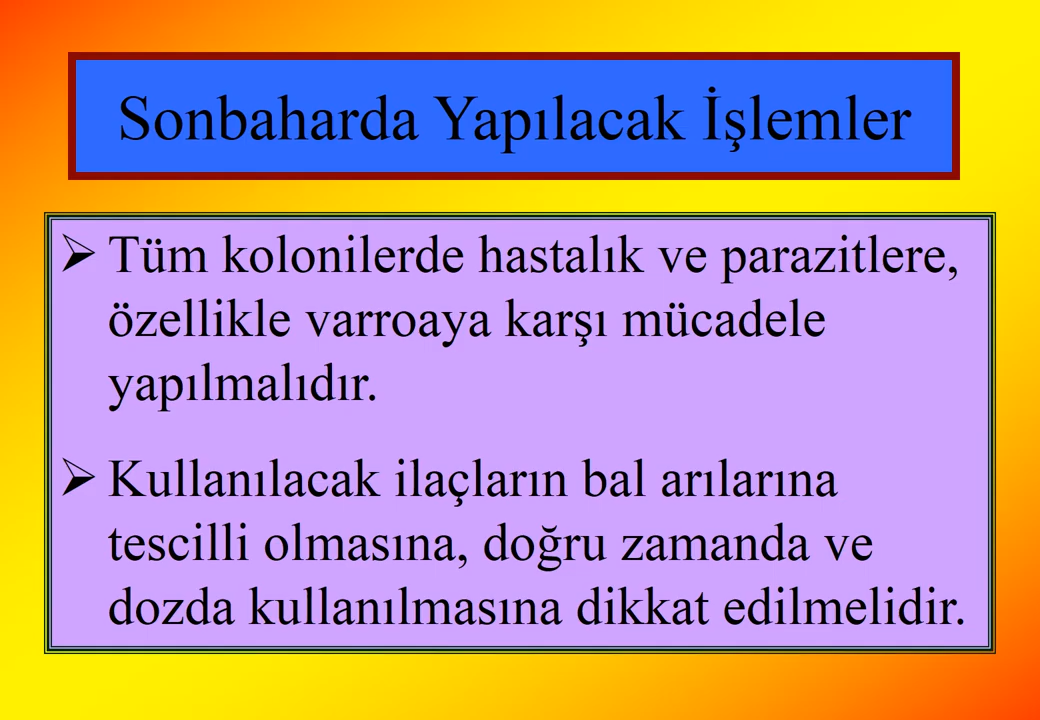 Sonbaharda Yapılacak İşlemler
➢ Tüm kolonilerde hastalık ve parazitlere,
özellikle varroaya karşı mücadele
yapılmalıdır.
➢ Kullanılacak ilaçların bal arılarına
tescilli olmasına, doğru zamanda ve
dozda kullanılmasına dikkat edilmelidir.